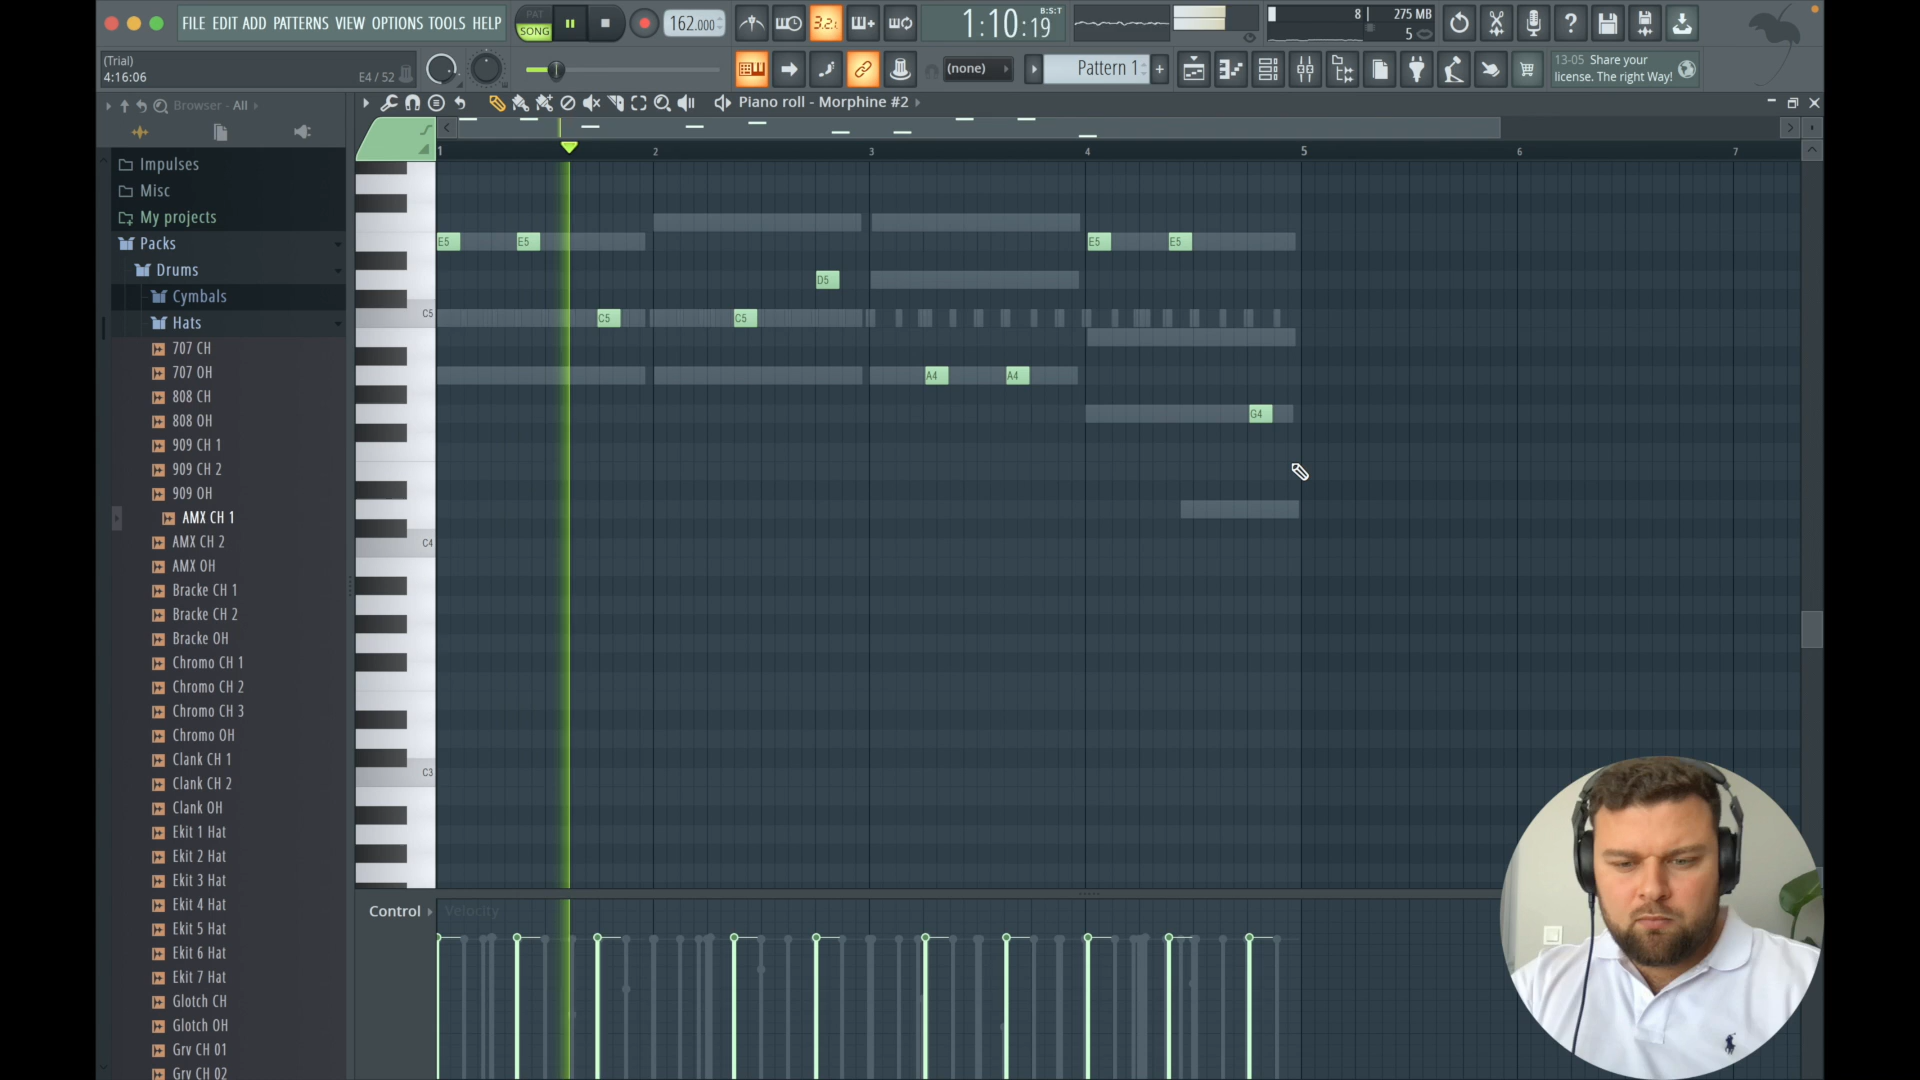 FILE EDIT ADD PATTERNS VIEW OPTIONS TOOLS HELP
PAT
SONG
162.000
3.2.
1:10:19
B:S:T
8
275 MB
5
(Trial)
4:16:06
E4 / 52
(none)
Pattern 1
13-05 Share your
license. The right Way!
Browser - All
Piano roll - Morphine #2
Impulses
Misc
My projects
Packs
Drums
Cymbals
Hats
707 CH
707 OH
808 CH
808 OH
909 CH 1
909 CH 2
909 OH
AMX CH 1
AMX CH 2
AMX OH
Bracke CH 1
Bracke CH 2
Bracke OH
Chromo CH 1
Chromo CH 2
Chromo CH 3
Chromo OH
Clank CH 1
Clank CH 2
Clank OH
Ekit 1 Hat
Ekit 2 Hat
Ekit 3 Hat
Ekit 4 Hat
Ekit 5 Hat
Ekit 6 Hat
Ekit 7 Hat
Glotch CH
Glotch OH
Grv CH 01
Grv CH 02
1 2 3 4 5 6 7
E5 E5 E5 E5
D5
C5 C5 C5
A4 A4
G4
C4
C3
Control
Velocity